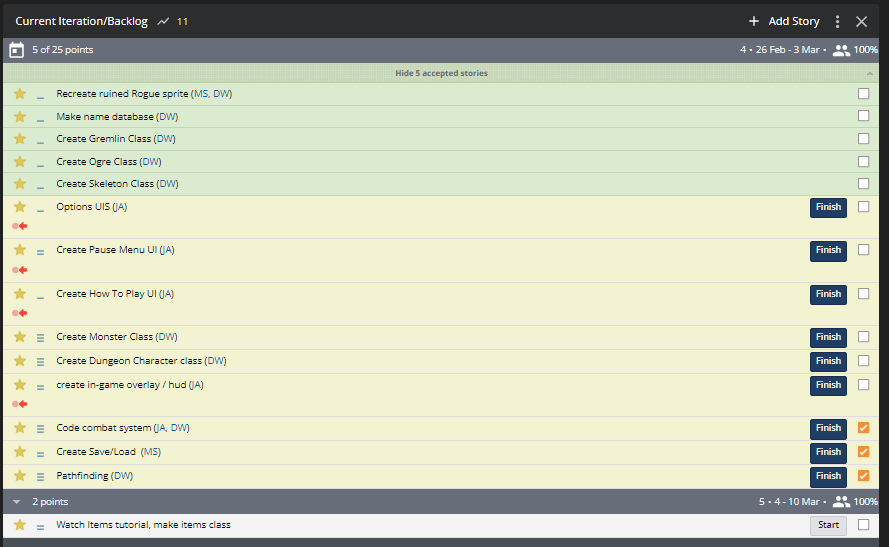 Current Iteration/Backlog 11 + Add Story
5 of 25 points 4 • 26 Feb - 3 Mar • 100%
Hide 5 accepted stories
Recreate ruined Rogue sprite (MS, DW)
Make name database (DW)
Create Gremlin Class (DW)
Create Ogre Class (DW)
Create Skeleton Class (DW)
Options UIS (JA) Finish
Create Pause Menu UI (JA) Finish
Create How To Play UI (JA) Finish
Create Monster Class (DW) Finish
Create Dungeon Character class (DW) Finish
create in-game overlay / hud (JA) Finish
Code combat system (JA, DW) Finish
Create Save/Load (MS) Finish
Pathfinding (DW) Finish
2 points 5 • 4 - 10 Mar • 100%
Watch Items tutorial, make items class Start